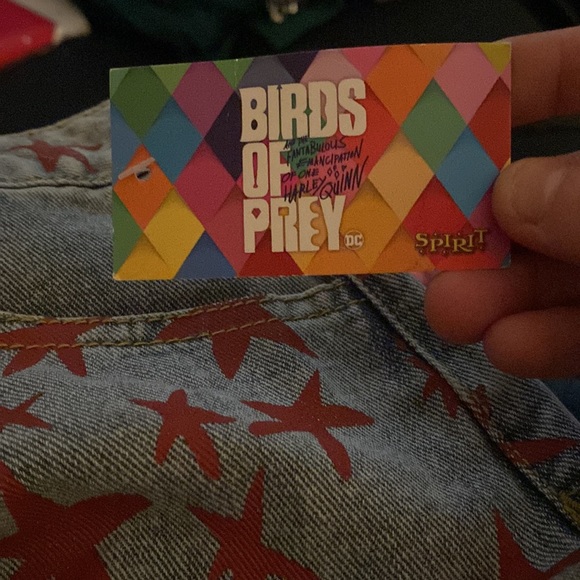 BIRDS
AND THE
FANTABULOUS
EMANCIPATION
OF
OF ONE
HARLEY QUINN
PREY
DC
SPIRIT